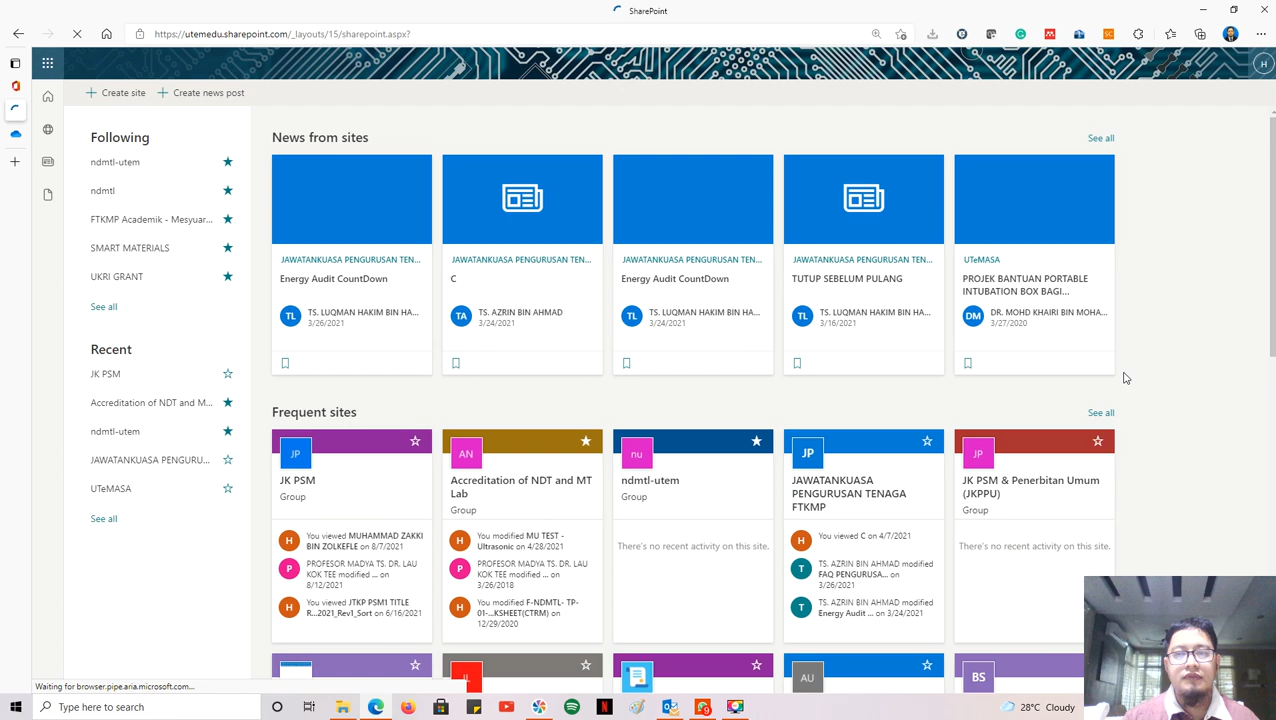 SharePoint
https://utemedu.sharepoint.com/_layouts/15/sharepoint.aspx?
H
Create site
Create news post
Following
ndmtl-utem
ndmtl
FTKMP Academik - Mesyuar...
SMART MATERIALS
UKRI GRANT
See all
Recent
JK PSM
Accreditation of NDT and M...
ndmtl-utem
JAWATANKUASA PENGURU...
UTeMASA
See all
News from sites
See all
JAWATANKUASA PENGURUSAN TEN...
Energy Audit CountDown
TL
TS. LUQMAN HAKIM BIN HA...
3/26/2021
JAWATANKUASA PENGURUSAN TEN...
C
TA
TS. AZRIN BIN AHMAD
3/24/2021
JAWATANKUASA PENGURUSAN TEN...
Energy Audit CountDown
TL
TS. LUQMAN HAKIM BIN HA...
3/24/2021
JAWATANKUASA PENGURUSAN TEN...
TUTUP SEBELUM PULANG
TL
TS. LUQMAN HAKIM BIN HA...
3/16/2021
UTeMASA
PROJEK BANTUAN PORTABLE
INTUBATION BOX BAGI...
DM
DR. MOHD KHAIRI BIN MOHA...
3/27/2020
Frequent sites
See all
JP
JK PSM
Group
H
You viewed MUHAMMAD ZAKKI
BIN ZOLKEFLE on 8/7/2021
P
PROFESOR MADYA TS. DR. LAU
KOK TEE modified ... on
8/12/2021
H
You viewed JTKP PSM1 TITLE
R...2021_Rev1_Sort on 6/16/2021
AN
Accreditation of NDT and MT
Lab
Group
H
You modified MU TEST -
Ultrasonic on 4/28/2021
P
PROFESOR MADYA TS. DR. LAU
KOK TEE modified ... on
3/26/2018
H
You modified F-NDMTL- TP-
01-...KSHEET(CTRM) on
12/29/2020
nu
ndmtl-utem
Group
There's no recent activity on this site.
JP
JAWATANKUASA
PENGURUSAN TENAGA
FTKMP
H
You viewed C on 4/7/2021
T
TS. AZRIN BIN AHMAD modified
FAQ PENGURUSA... on
3/26/2021
T
TS. AZRIN BIN AHMAD modified
Energy Audit ... on 3/24/2021
JP
JK PSM & Penerbitan Umum
(JKPPU)
Group
There's no recent activity on this site.
AU
BS
Waiting for browser.pipe.aria.microsoft.com...
Type here to search
28°C Cloudy